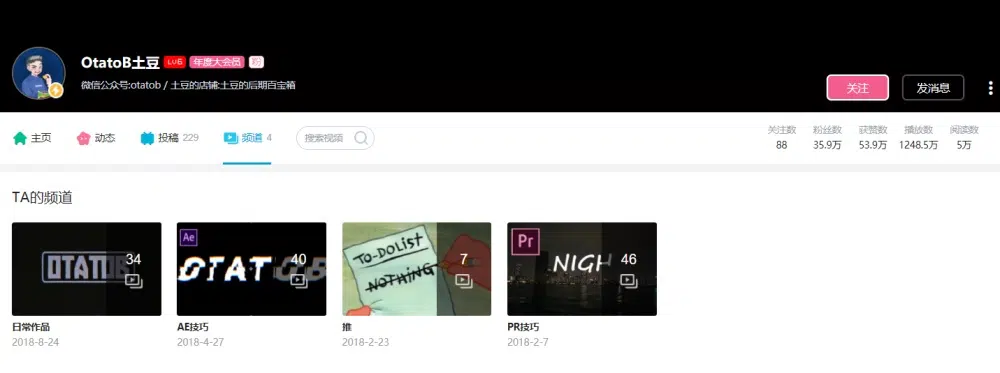 OtatoB土豆 LV6 年度大会员
微信公众号:otatob / 土豆的店铺:土豆的后期百宝箱
关注 发消息
主页 动态 投稿 229 频道 4 搜索视频
关注数 粉丝数 获赞数 播放数 阅读数
88 35.9万 53.9万 1248.5万 5万
TA的频道
OTATOB 34
Ae OTATOB 40
TO-DOLIST
NOTHING 7
Pr NIGH 46
日常作品 AE技巧 推 PR技巧
2018-8-24 2018-4-27 2018-2-23 2018-2-7